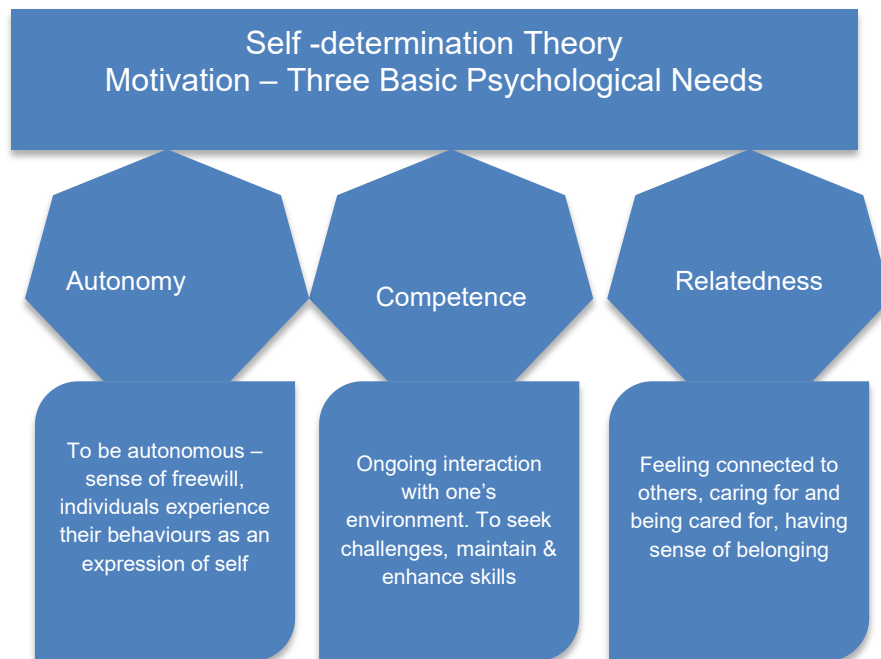 Self -determination Theory
Motivation – Three Basic Psychological Needs
Autonomy
Competence
Relatedness
To be autonomous –
sense of freewill,
individuals experience
their behaviours as an
expression of self
Ongoing interaction
with one’s
environment. To seek
challenges, maintain &
enhance skills
Feeling connected to
others, caring for and
being cared for, having
sense of belonging